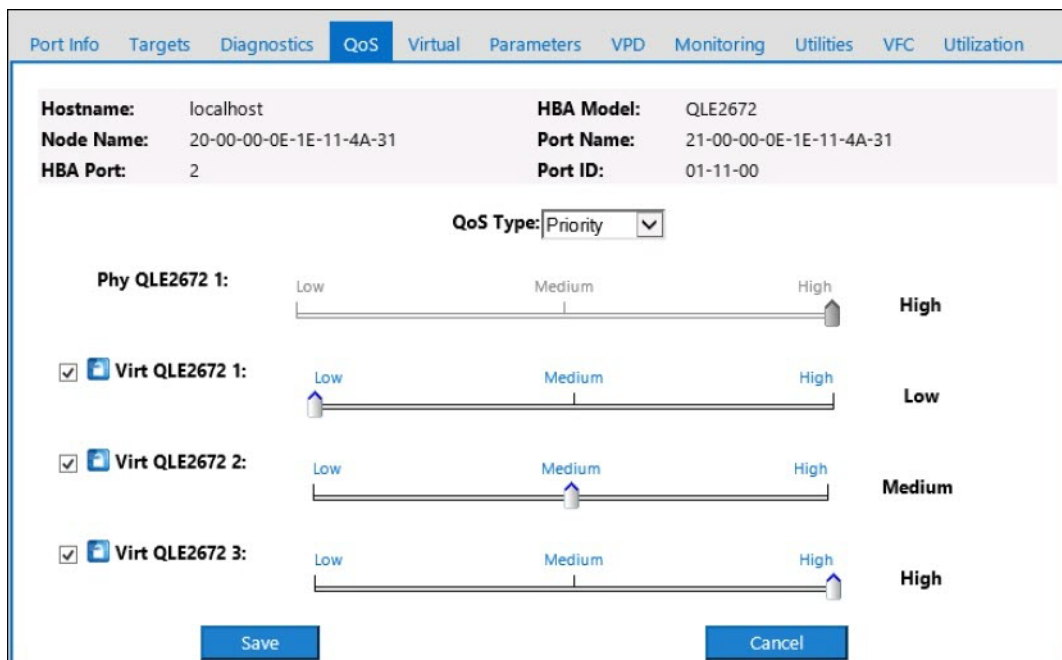 Port Info Targets Diagnostics QoS Virtual Parameters VPD Monitoring Utilities VFC Utilization
Hostname: localhost HBA Model: QLE2672
Node Name: 20-00-00-0E-1E-11-4A-31 Port Name: 21-00-00-0E-1E-11-4A-31
HBA Port: 2 Port ID: 01-11-00
QoS Type: Priority
Phy QLE2672 1: Low Medium High High
Virt QLE2672 1: Low Medium High Low
Virt QLE2672 2: Low Medium High Medium
Virt QLE2672 3: Low Medium High High
Save Cancel